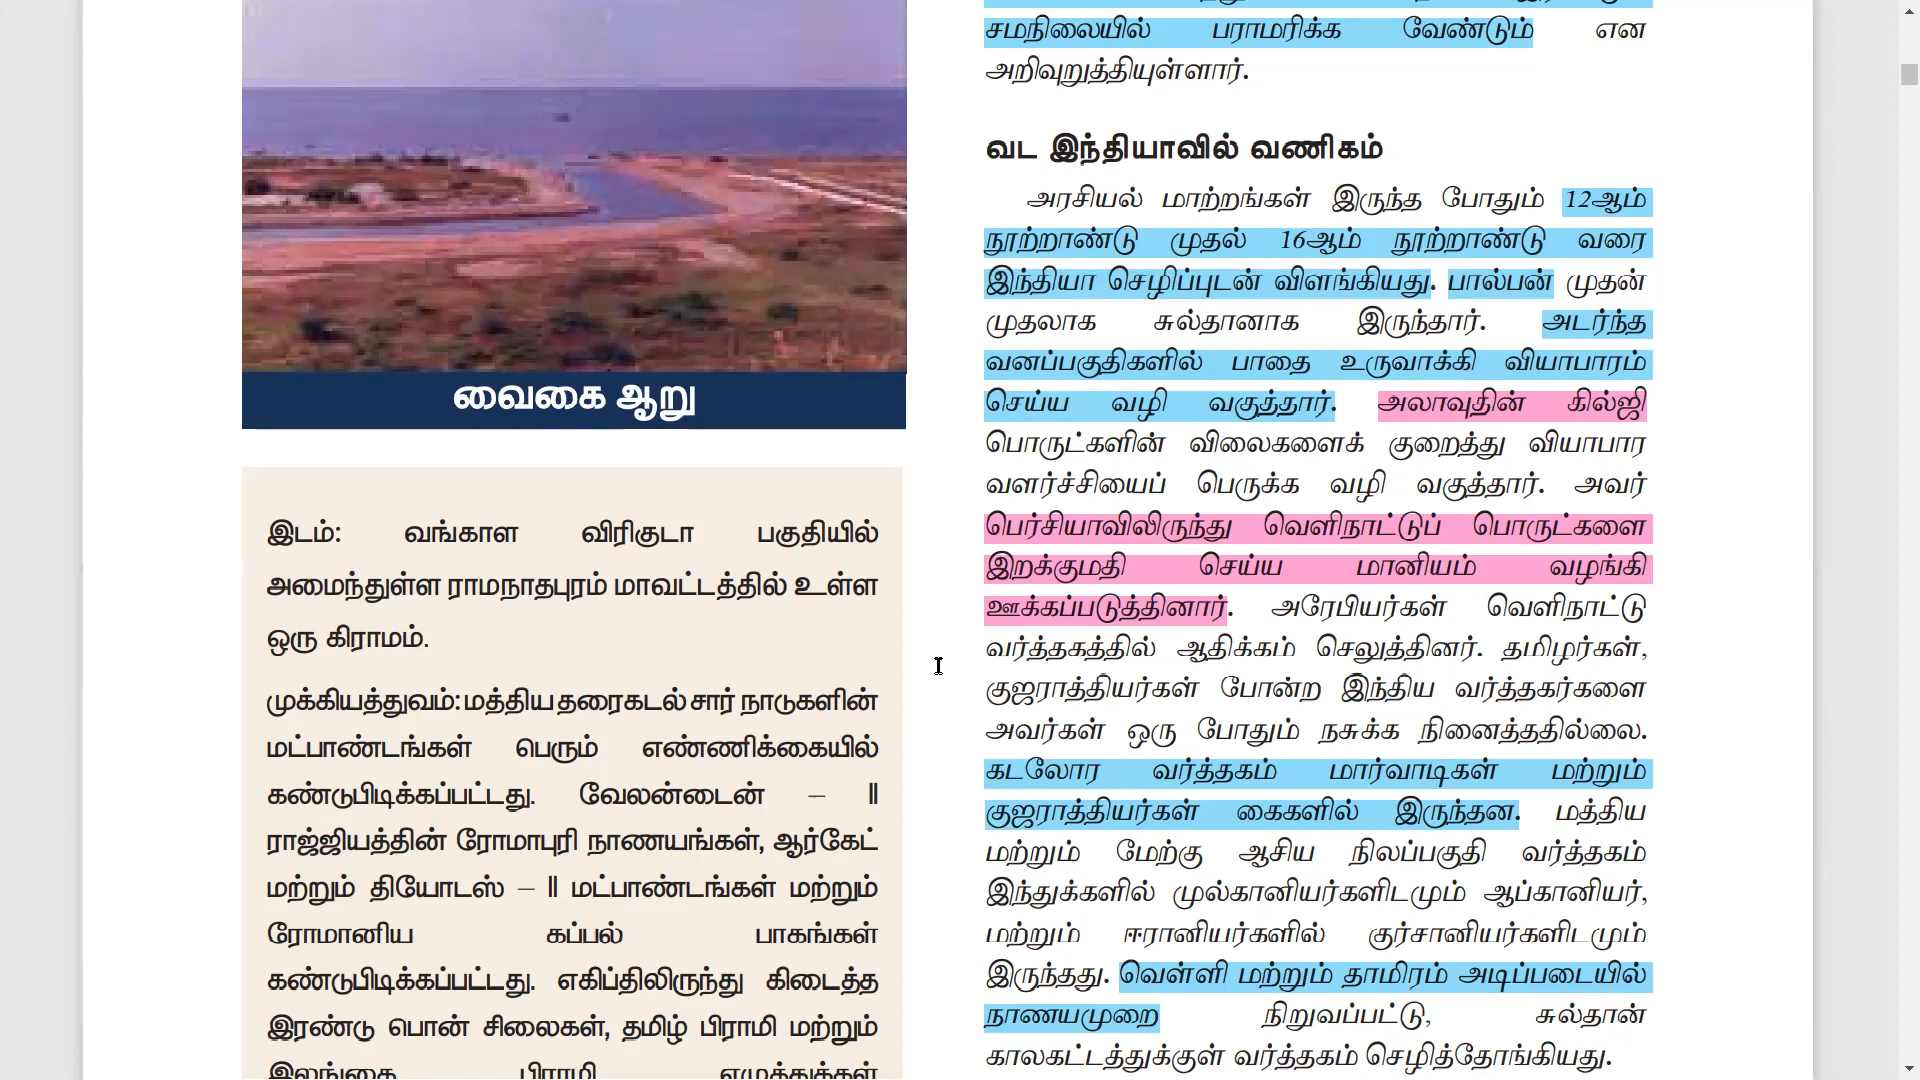 வைகை ஆறு
இடம்: வங்காள விரிகுடா பகுதியில்
அமைந்துள்ள ராமநாதபுரம் மாவட்டத்தில் உள்ள
ஒரு கிராமம்.
முக்கியத்துவம்: மத்திய தரைகடல் சார் நாடுகளின்
மட்பாண்டங்கள் பெரும் எண்ணிக்கையில்
கண்டுபிடிக்கப்பட்டது. வேலன்டைன் – II
ராஜ்ஜியத்தின் ரோமாபுரி நாணயங்கள், ஆர்கேட்
மற்றும் தியோடஸ் – II மட்பாண்டங்கள் மற்றும்
ரோமானிய கப்பல் பாகங்கள்
கண்டுபிடிக்கப்பட்டது. எகிப்திலிருந்து கிடைத்த
இரண்டு பொன் சிலைகள், தமிழ் பிராமி மற்றும்
இலங்கை பிராமி எழுத்துக்கள்
சமநிலையில் பராமரிக்க வேண்டும் என
அறிவுறுத்தியுள்ளார்.
வட இந்தியாவில் வணிகம்
அரசியல் மாற்றங்கள் இருந்த போதும் 12ஆம்
நூற்றாண்டு முதல் 16ஆம் நூற்றாண்டு வரை
இந்தியா செழிப்புடன் விளங்கியது. பால்பன் முதன்
முதலாக சுல்தானாக இருந்தார். அடர்ந்த
வனப்பகுதிகளில் பாதை உருவாக்கி வியாபாரம்
செய்ய வழி வகுத்தார். அலாவுதின் கில்ஜி
பொருட்களின் விலைகளைக் குறைத்து வியாபார
வளர்ச்சியைப் பெருக்க வழி வகுத்தார். அவர்
பெர்சியாவிலிருந்து வெளிநாட்டுப் பொருட்களை
இறக்குமதி செய்ய மானியம் வழங்கி
ஊக்கப்படுத்தினார். அரேபியர்கள் வெளிநாட்டு
வர்த்தகத்தில் ஆதிக்கம் செலுத்தினர். தமிழர்கள்,
குஜராத்தியர்கள் போன்ற இந்திய வர்த்தகர்களை
அவர்கள் ஒரு போதும் நசுக்க நினைத்ததில்லை.
கடலோர வர்த்தகம் மார்வாடிகள் மற்றும்
குஜராத்தியர்கள் கைகளில் இருந்தன. மத்திய
மற்றும் மேற்கு ஆசிய நிலப்பகுதி வர்த்தகம்
இந்துக்களில் முல்கானியர்களிடமும் ஆப்கானியர்,
மற்றும் ஈரானியர்களில் குர்சானியர்களிடமும்
இருந்தது. வெள்ளி மற்றும் தாமிரம் அடிப்படையில்
நாணயமுறை நிறுவப்பட்டு, சுல்தான்
காலகட்டத்துக்குள் வர்த்தகம் செழித்தோங்கியது.